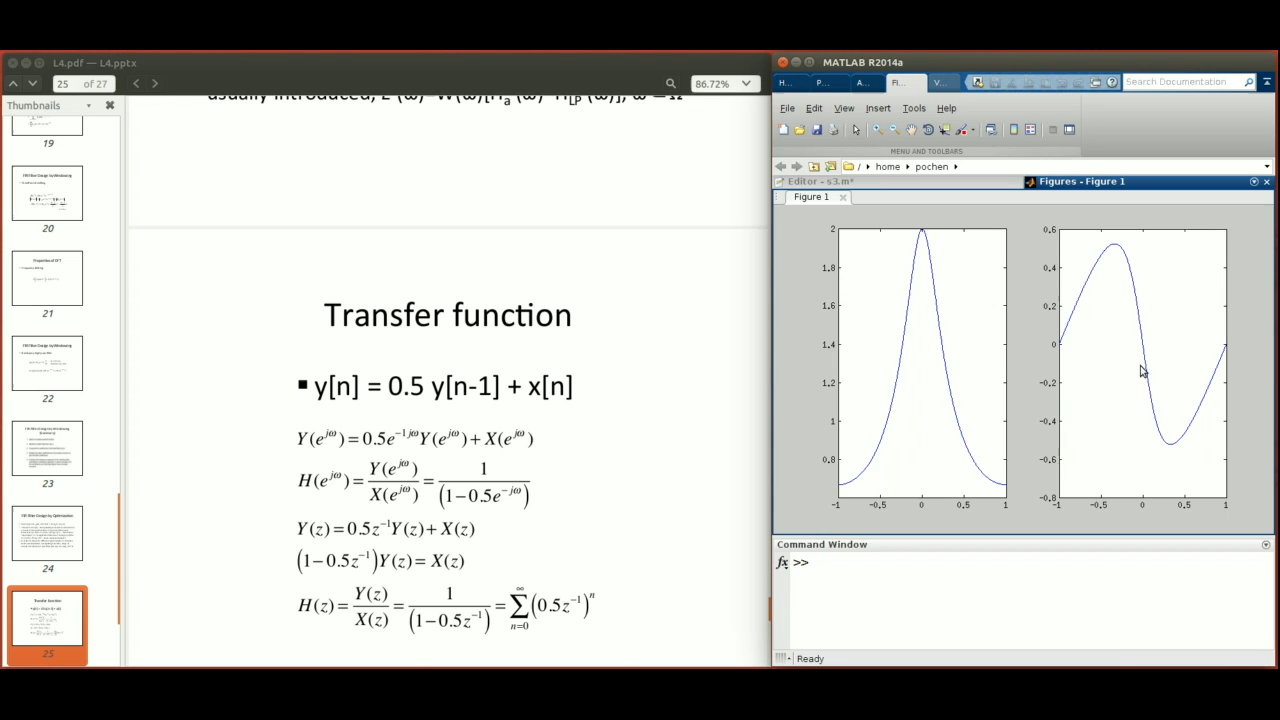 L4.pdf — L4.pptx
25 of 27
86.72%
Thumbnails
19
20
21
22
23
24
25
Transfer function
▪ y[n] = 0.5 y[n-1] + x[n]
Y(e^{jω}) = 0.5e^{-1jω}Y(e^{jω}) + X(e^{jω})
H(e^{jω}) = Y(e^{jω}) / X(e^{jω}) = 1 / (1−0.5e^{−jω})
Y(z) = 0.5z^{-1}Y(z) + X(z)
(1−0.5z^{-1})Y(z) = X(z)
H(z) = Y(z) / X(z) = 1 / (1−0.5z^{-1}) = ∑_{n=0}^{∞} (0.5z^{-1})^n
MATLAB R2014a
H... P... A... Fi... V... Search Documentation
File Edit View Insert Tools Help
MENU AND TOOLBARS
/ home pochen
Editor - s3.m*
Figures - Figure 1
Figure 1
2
1.8
1.6
1.4
1.2
1
0.8
-1 -0.5 0 0.5 1
0.6
0.4
0.2
0
-0.2
-0.4
-0.6
-0.8
-1 -0.5 0 0.5 1
Command Window
fx >>
Ready